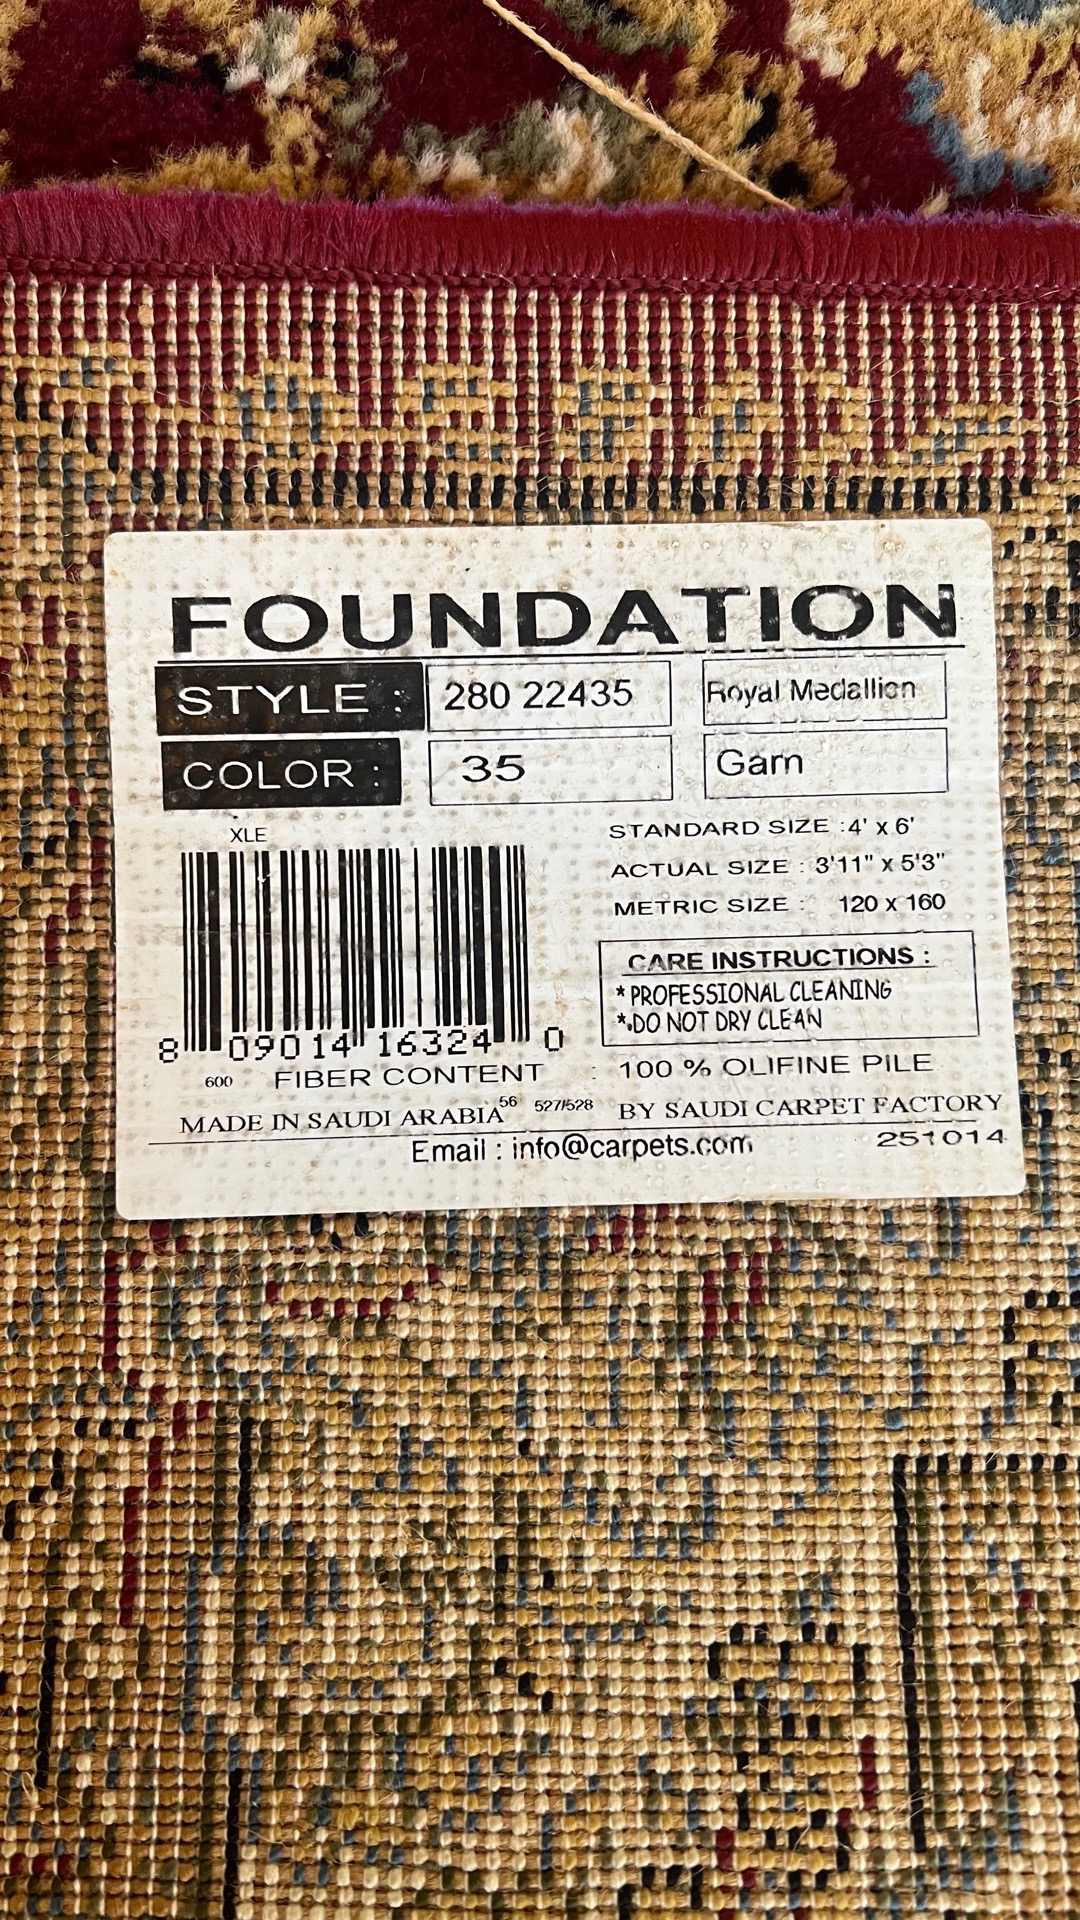 FOUNDATION
STYLE : 280 22435 Royal Medallion
COLOR : 35 Garn
XLE
STANDARD SIZE : 4' x 6'
ACTUAL SIZE : 3'11" x 5'3"
METRIC SIZE : 120 x 160
CARE INSTRUCTIONS :
* PROFESSIONAL CLEANING
*.DO NOT DRY CLEAN
8 09014 16324 0
600 FIBER CONTENT : 100 % OLIFINE PILE
MADE IN SAUDI ARABIA 56 527/528 BY SAUDI CARPET FACTORY
Email : info@carpets.com 251014